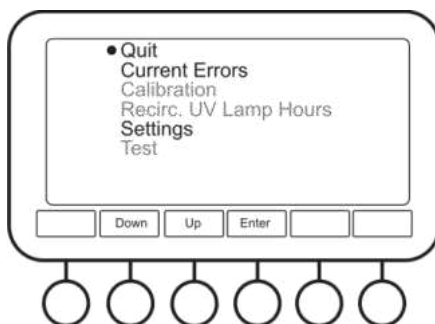 Quit
Current Errors
Calibration
Recirc. UV Lamp Hours
Settings
Test
Down Up Enter